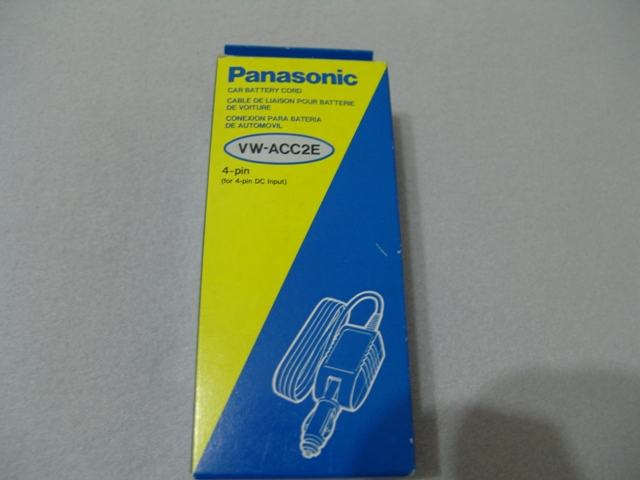 Panasonic
CAR BATTERY CORD
CABLE DE LIAISON POUR BATTERIE
DE VOITURE
CONEXION PARA BATERIA
DE AUTOMOVIL
VW-ACC2E
4-pin
(for 4-pin DC Input)